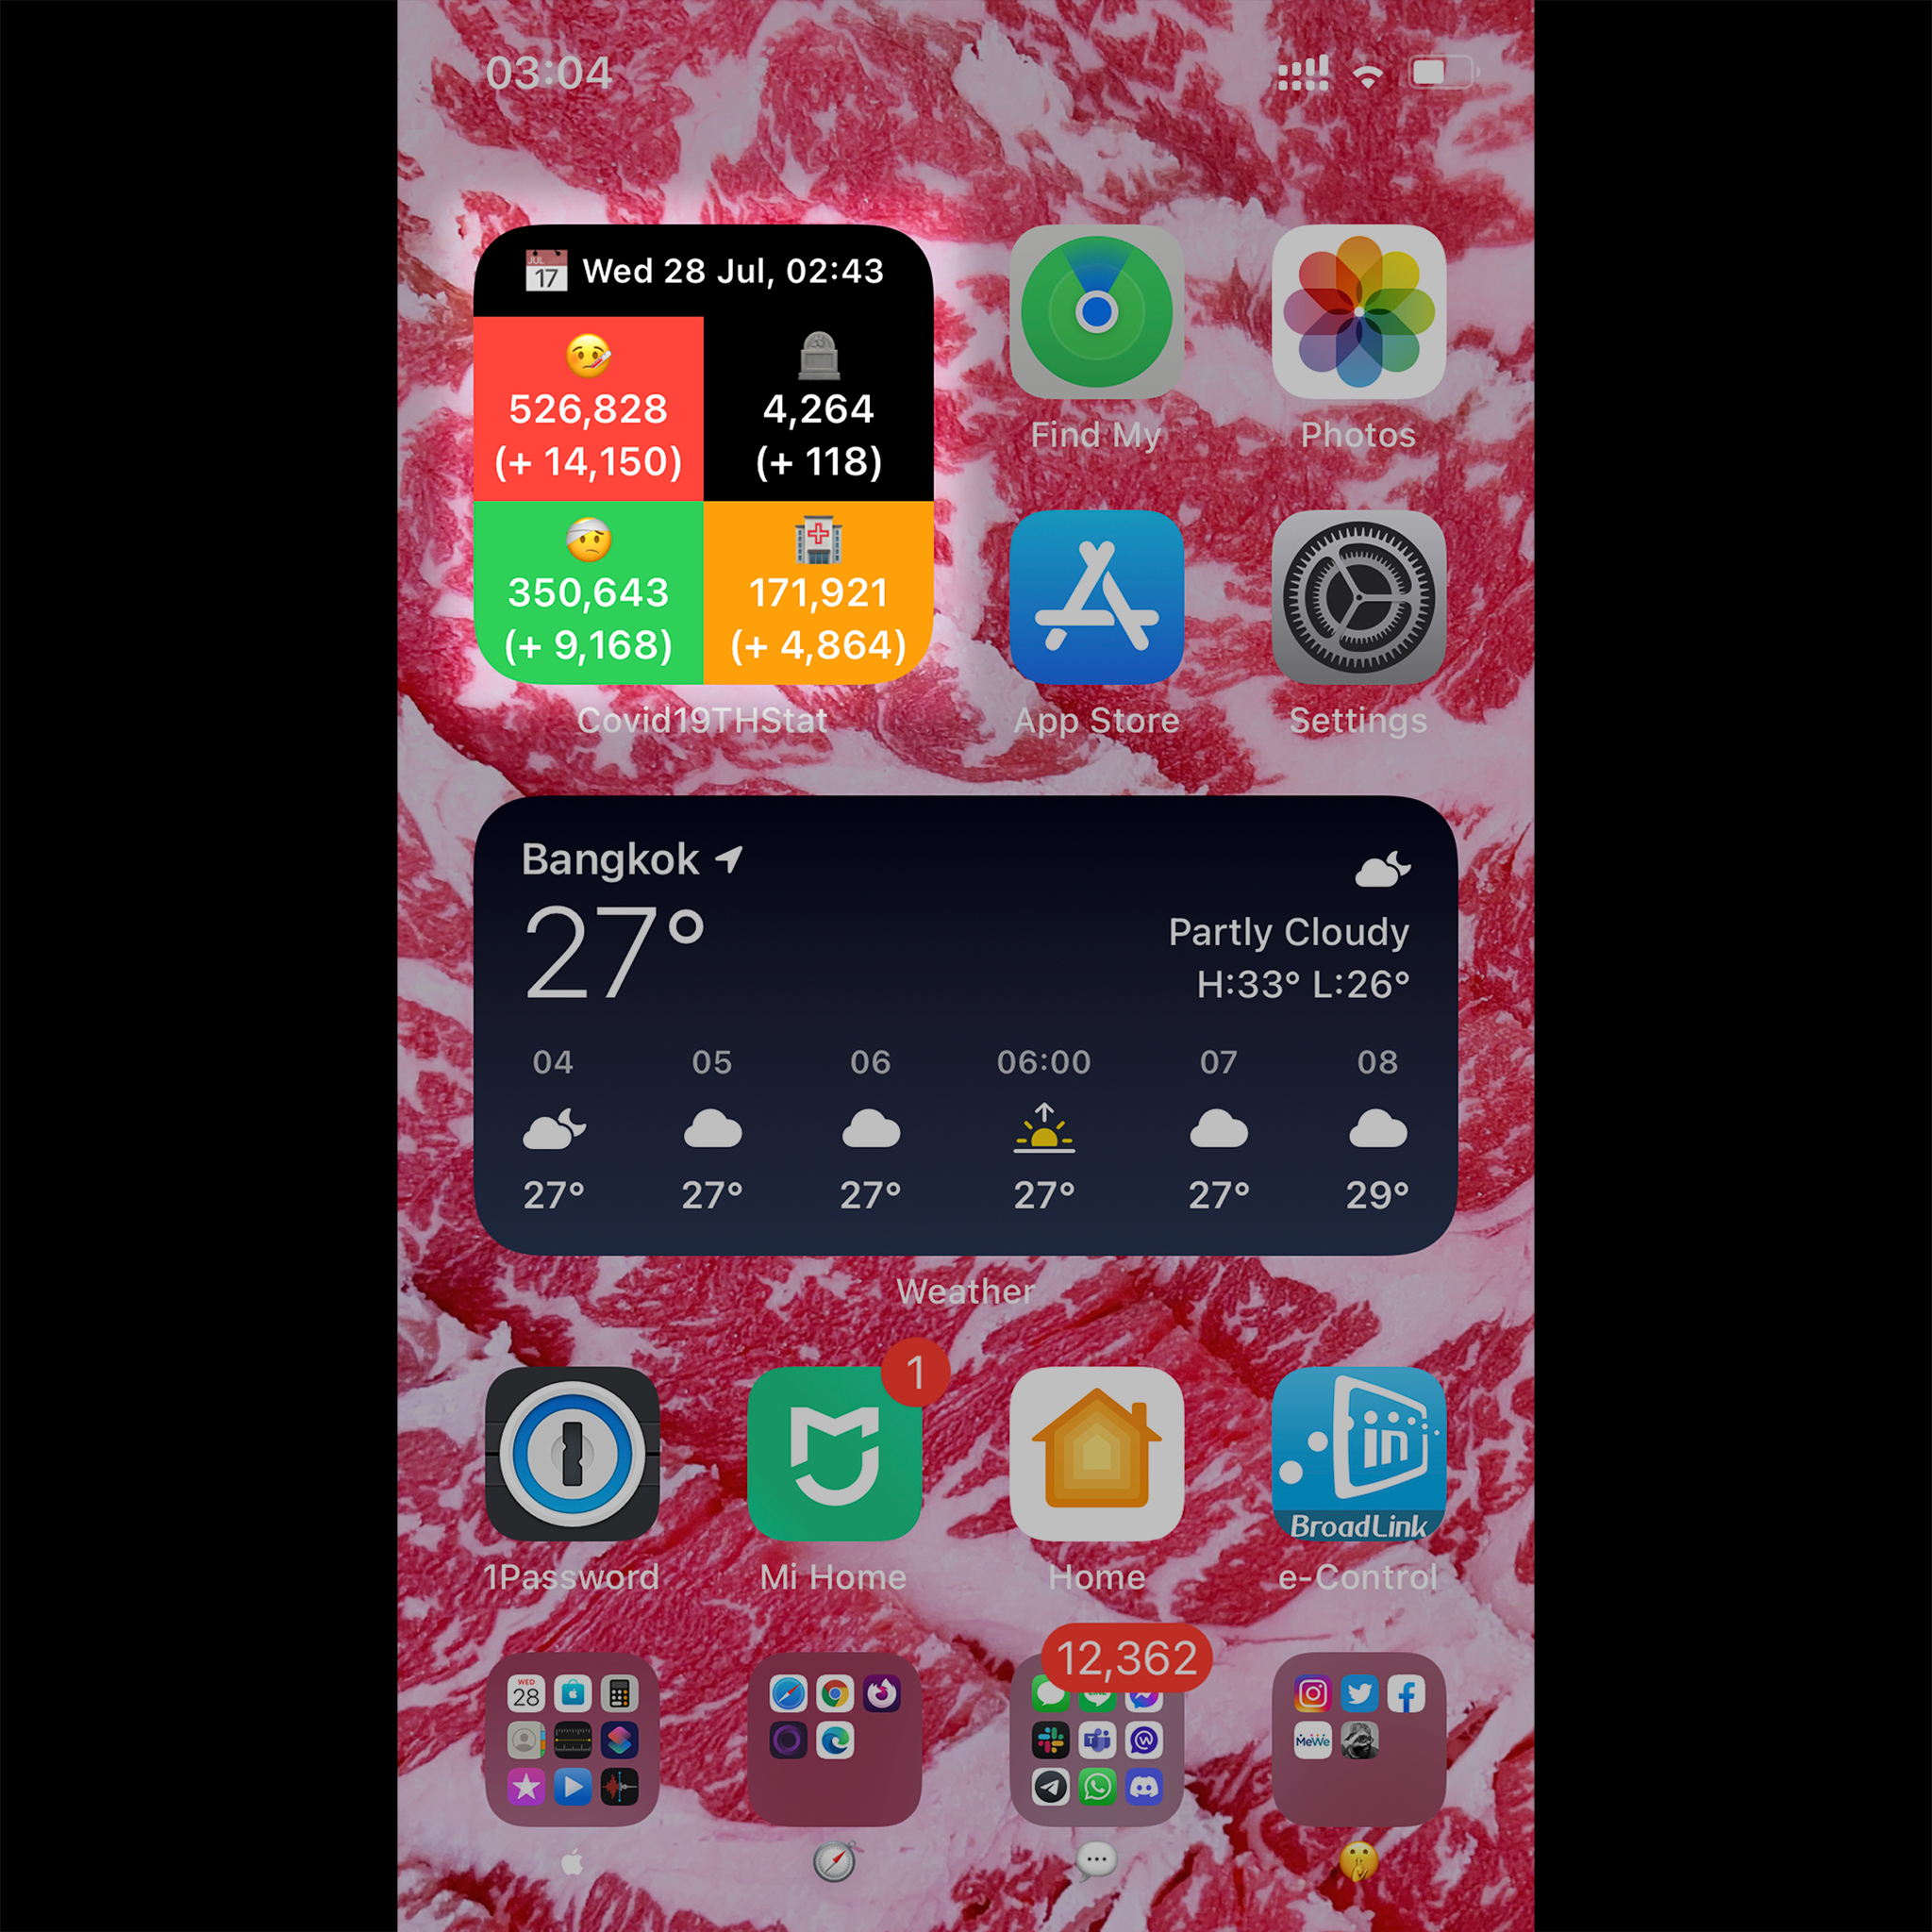 03:04
JUL
17
Wed 28 Jul, 02:43
526,828
(+ 14,150)
4,264
(+ 118)
350,643
(+ 9,168)
171,921
(+ 4,864)
Covid19THStat
Find My
Photos
App Store
Settings
Bangkok
27°
Partly Cloudy
H:33° L:26°
04 05 06 06:00 07 08
27° 27° 27° 27° 27° 29°
Weather
1
in
BroadLink
1Password
Mi Home
Home
e-Control
12,362
WED
28
MeWe